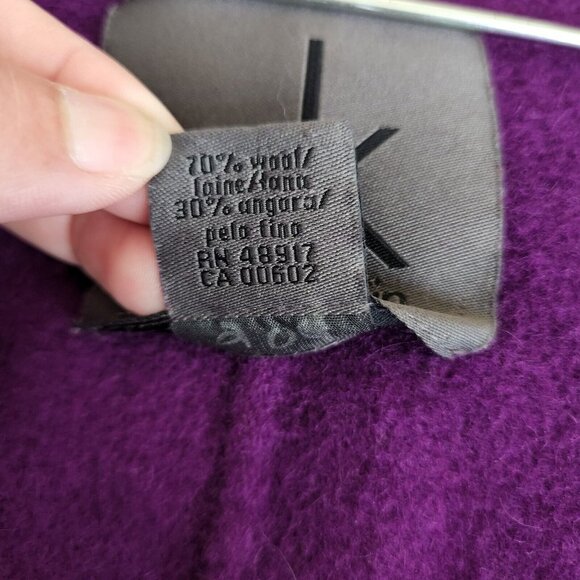 70% wool/
laine/lana
30% angora/
pelo fino
RN 48917
CA 00602